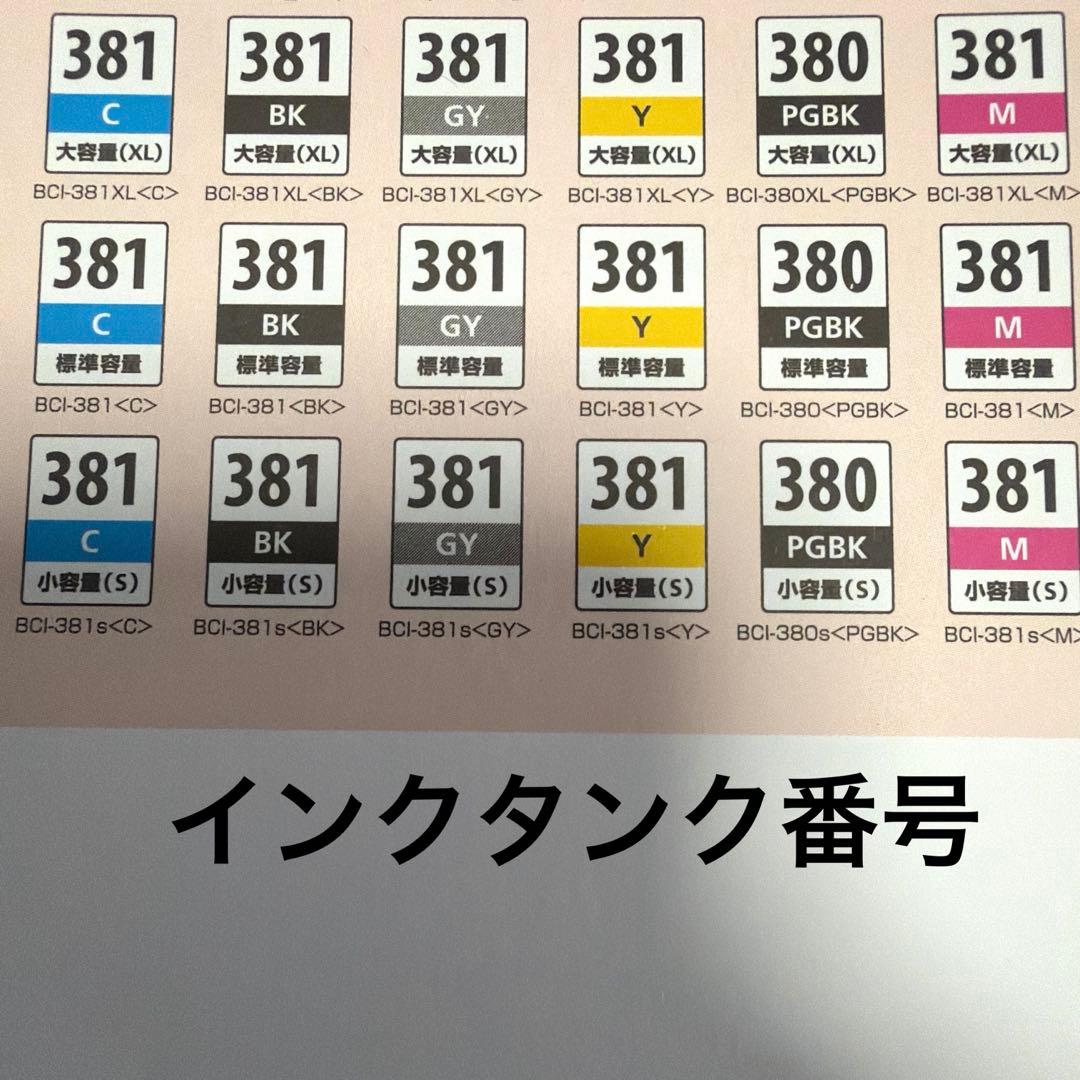 381 381 381 381 380 381
C BK GY Y PGBK M
大容量(XL) 大容量(XL) 大容量(XL) 大容量(XL) 大容量(XL) 大容量(XL)
BCI-381XL<C> BCI-381XL<BK> BCI-381XL<GY> BCI-381XL<Y> BCI-380XL<PGBK> BCI-381XL<M>
381 381 381 381 380 381
C BK GY Y PGBK M
標準容量 標準容量 標準容量 標準容量 標準容量 標準容量
BCI-381<C> BCI-381<BK> BCI-381<GY> BCI-381<Y> BCI-380<PGBK> BCI-381<M>
381 381 381 381 380 381
C BK GY Y PGBK M
小容量(S) 小容量(S) 小容量(S) 小容量(S) 小容量(S) 小容量(S)
BCI-381s<C> BCI-381s<BK> BCI-381s<GY> BCI-381s<Y> BCI-380s<PGBK> BCI-381s<M>
インクタンク番号